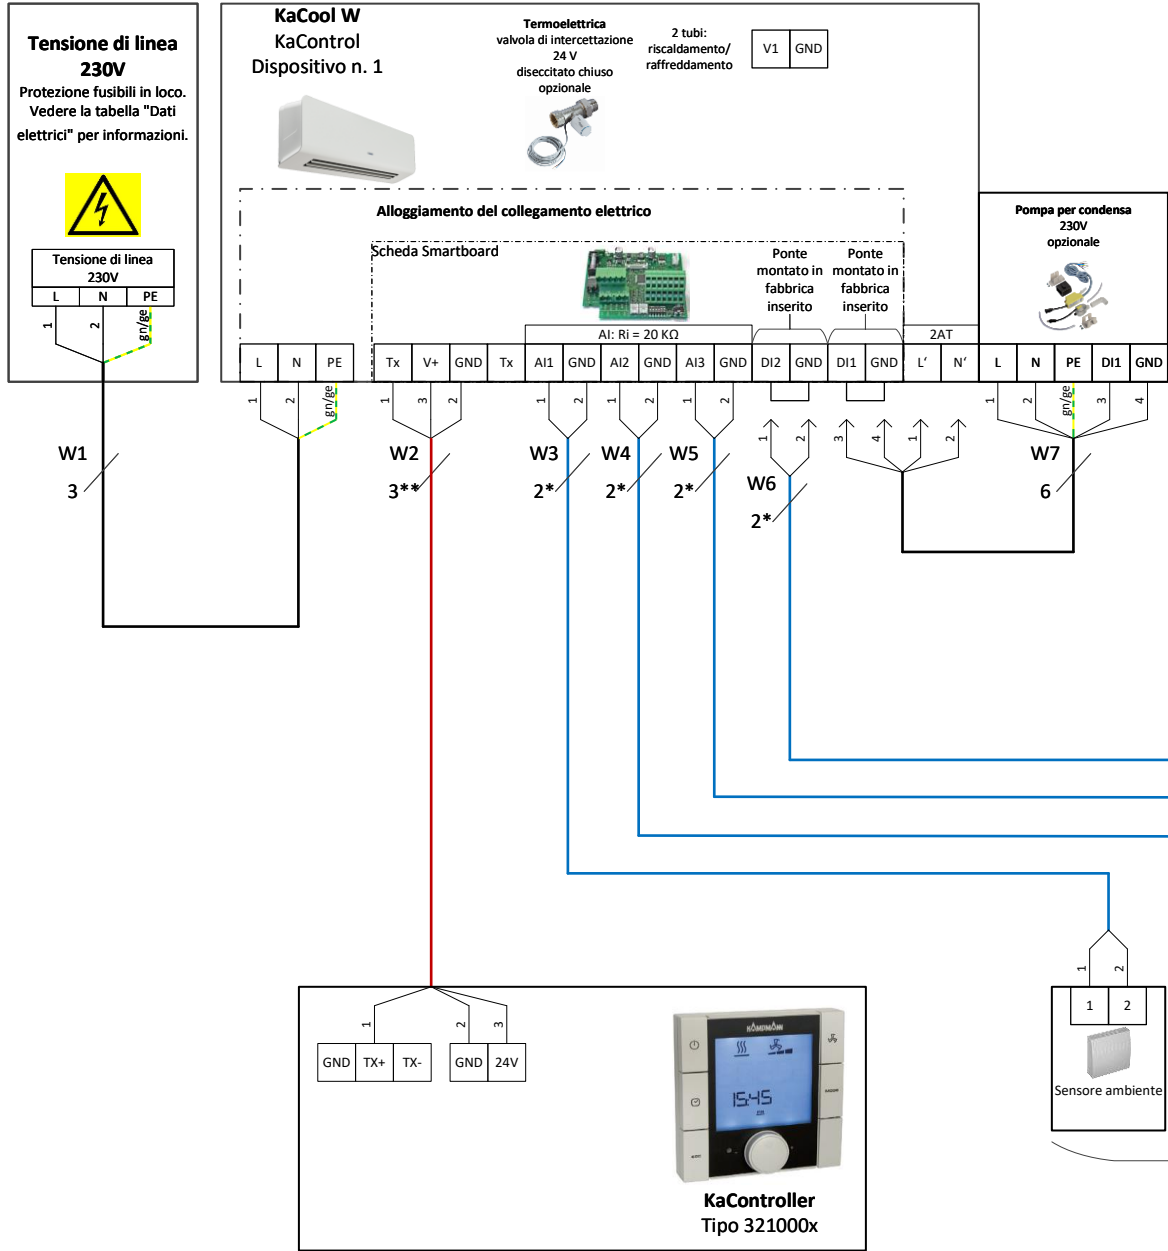 Tensione di linea
230V
Protezione fusibili in loco.
Vedere la tabella "Dati
elettrici" per informazioni.
Tensione di linea
230V
L N PE
1 2 gn/ge
W1
3
KaCool W
KaControl
Dispositivo n. 1
Termoelettrica
valvola di intercettazione
24 V
diseccitato chiuso
opzionale
2 tubi:
riscaldamento/
raffreddamento
V1 GND
Alloggiamento del collegamento elettrico
Scheda Smartboard
Ponte
montato in
fabbrica
inserito
Ponte
montato in
fabbrica
inserito
AI: Ri = 20 KΩ
2AT
L N PE
Tx V+ GND Tx AI1 GND AI2 GND AI3 GND DI2 GND DI1 GND L' N'
1 2 gn/ge
1 3 2
1 2
1 2
1 2
1 2
3 4 1 2
W2
3**
W3
2*
W4
2*
W5
2*
W6
2*
Pompa per condensa
230V
opzionale
L N PE DI1 GND
1 2 gn/ge 3 4
W7
6
1 2 3
GND TX+ TX- GND 24V
KAMPMANN
15:45
KaController
Tipo 321000x
1 2
1 2
Sensore ambiente